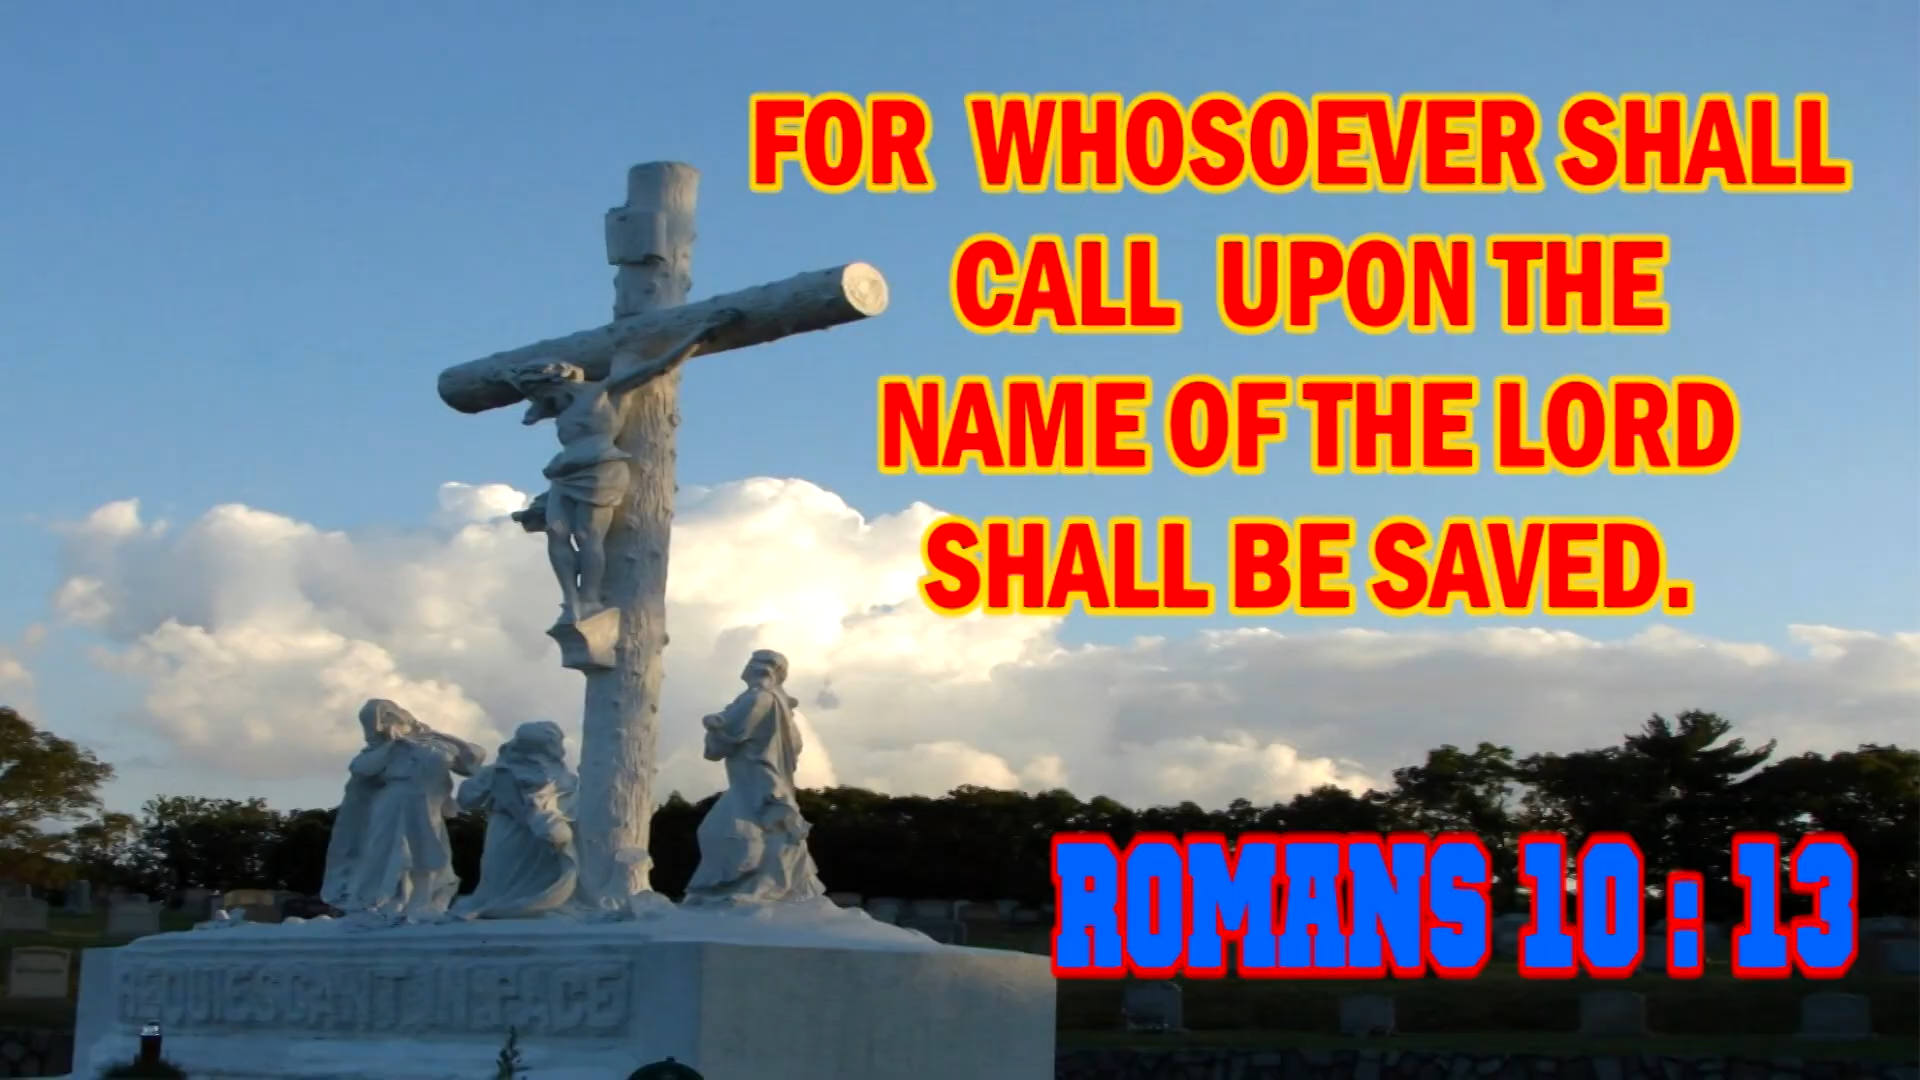 FOR WHOSOEVER SHALL
CALL UPON THE
NAME OF THE LORD
SHALL BE SAVED.
ROMANS 10 : 13
REQUIESCANT IN PACE